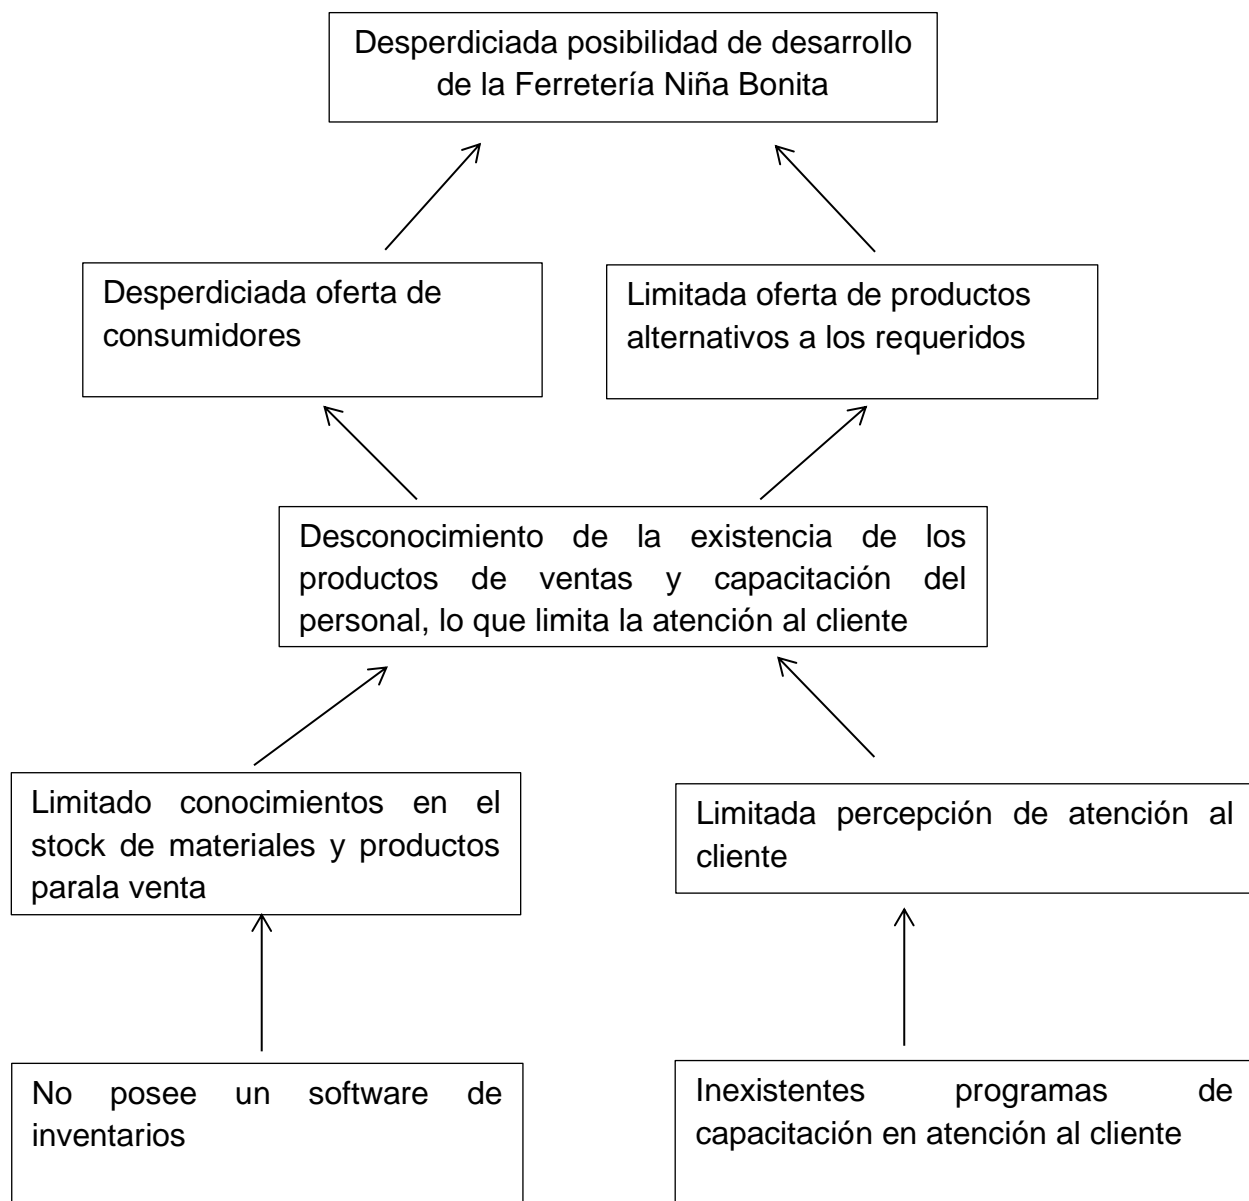 Desperdiciada posibilidad de desarrollo
de la Ferretería Niña Bonita
Desperdiciada oferta de
consumidores
Limitada oferta de productos
alternativos a los requeridos
Desconocimiento de la existencia de los
productos de ventas y capacitación del
personal, lo que limita la atención al cliente
Limitado conocimientos en el
stock de materiales y productos
parala venta
Limitada percepción de atención al
cliente
No posee un software de
inventarios
Inexistentes programas de
capacitación en atención al cliente